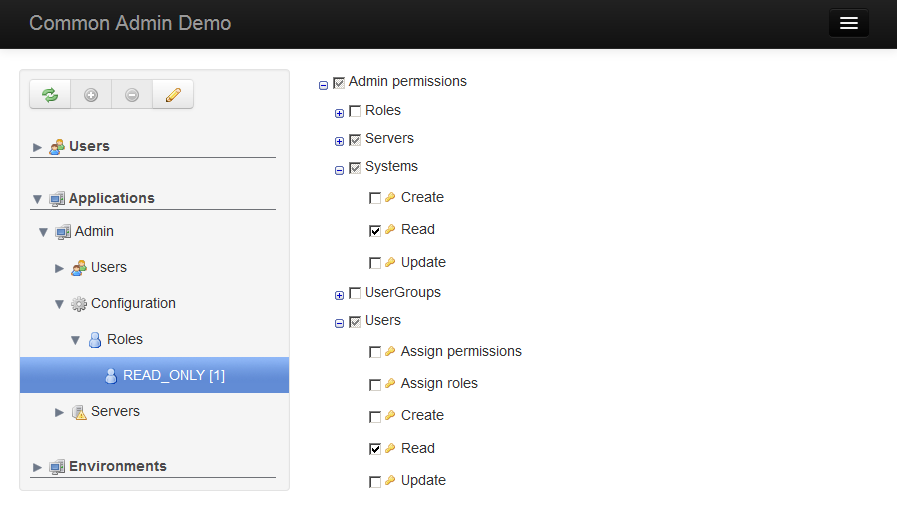 Common Admin Demo
Users
Applications
Admin
Users
Configuration
Roles
READ_ONLY [1]
Servers
Environments
Admin permissions
Roles
Servers
Systems
Create
Read
Update
UserGroups
Users
Assign permissions
Assign roles
Create
Read
Update